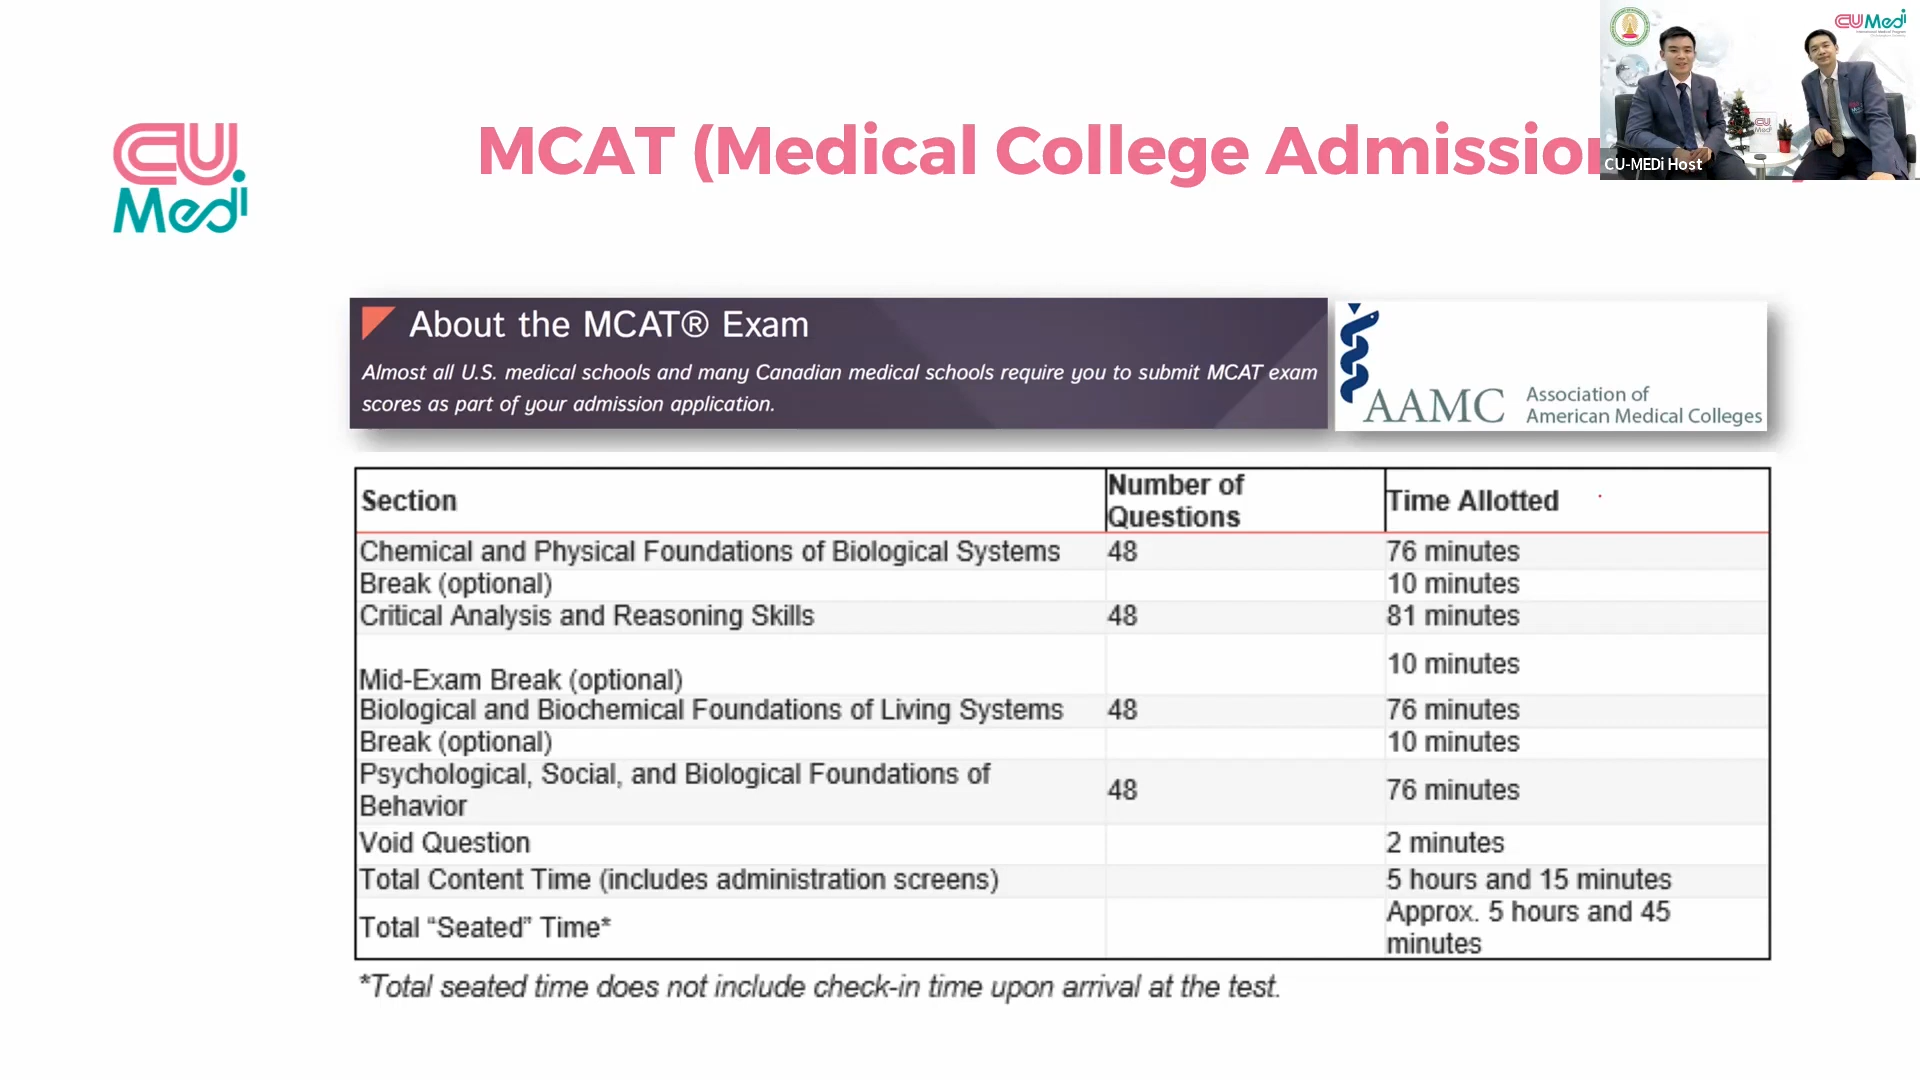 CU
Medi
MCAT (Medical College Admission
CU Medi
CU-MEDi Host
About the MCAT® Exam
Almost all U.S. medical schools and many Canadian medical schools require you to submit MCAT exam
scores as part of your admission application.
AAMC
Association of
American Medical Colleges
Section Number of Questions Time Allotted
Chemical and Physical Foundations of Biological Systems 48 76 minutes
Break (optional) 10 minutes
Critical Analysis and Reasoning Skills 48 81 minutes
Mid-Exam Break (optional) 10 minutes
Biological and Biochemical Foundations of Living Systems 48 76 minutes
Break (optional) 10 minutes
Psychological, Social, and Biological Foundations of
Behavior 48 76 minutes
Void Question 2 minutes
Total Content Time (includes administration screens) 5 hours and 15 minutes
Total “Seated” Time* Approx. 5 hours and 45
minutes
*Total seated time does not include check-in time upon arrival at the test.